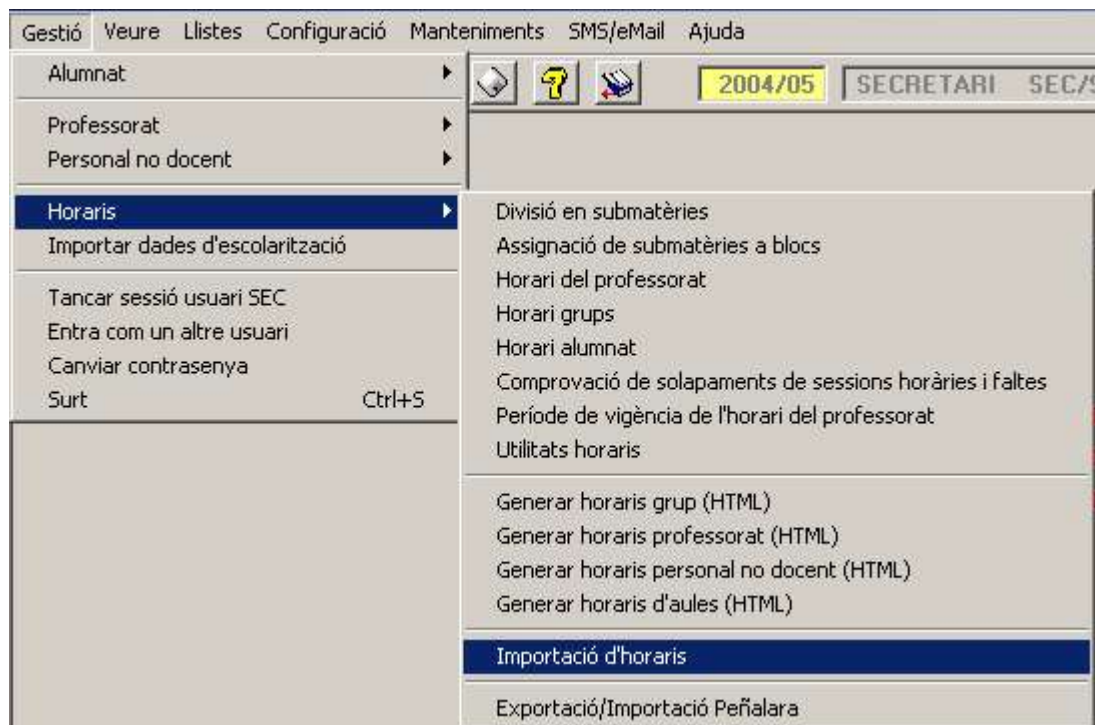 Gestió Veure Llistes Configuració Manteniments SMS/eMail Ajuda
2004/05 SECRETARI
Alumnat
Professorat
Personal no docent
Horaris
Importar dades d'escolarització
Tancar sessió usuari SEC
Entra com un altre usuari
Canviar contrasenya
Surt Ctrl+S
Divisió en submatèries
Assignació de submatèries a blocs
Horari del professorat
Horari grups
Horari alumnat
Comprovació de solapaments de sessions horàries i faltes
Període de vigència de l'horari del professorat
Utilitats horaris
Generar horaris grup (HTML)
Generar horaris professorat (HTML)
Generar horaris personal no docent (HTML)
Generar horaris d'aules (HTML)
Importació d'horaris
Exportació/Importació Peñalara